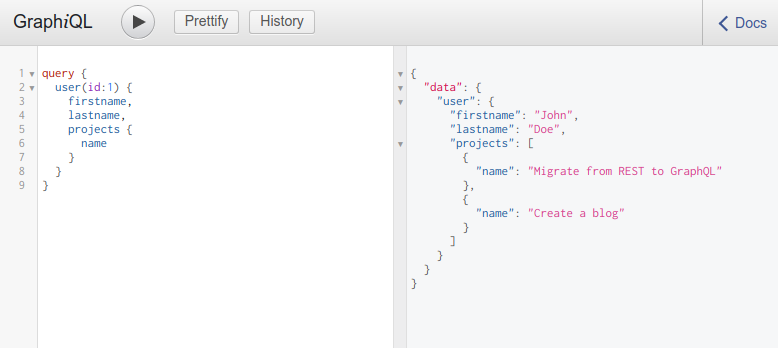 GraphiQL
Prettify
History
Docs
1 query {
2 user(id:1) {
3 firstname,
4 lastname,
5 projects {
6 name
7 }
8 }
9 }
{
"data": {
"user": {
"firstname": "John",
"lastname": "Doe",
"projects": [
{
"name": "Migrate from REST to GraphQL"
},
{
"name": "Create a blog"
}
]
}
}
}